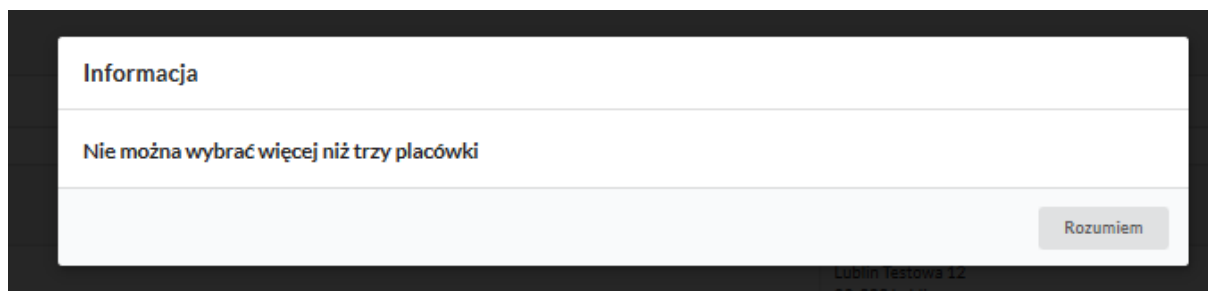 Informacja
Nie można wybrać więcej niż trzy placówki
Rozumiem
Lublin Testowa 12